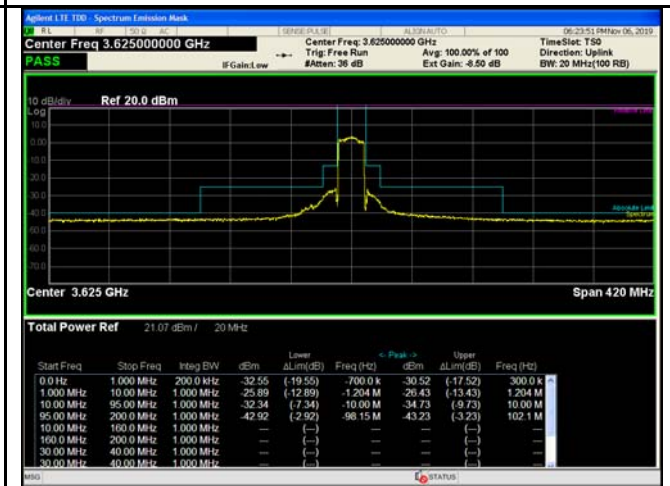 Agilent LTE TDD - Spectrum Emission Mask
RL RF 50 Ω AC SENSE:PULSE ALIGNAUTO 06:23:51 PM Nov 06, 2019
Center Freq 3.625000000 GHz Center Freq: 3.625000000 GHz TimeSlot: TS0
Trig: Free Run Avg: 100.00% of 100 Direction: Uplink
PASS IFGain:Low #Atten: 36 dB Ext Gain: -8.50 dB BW: 20 MHz(100 RB)
10 dB/div Ref 20.0 dBm
Log
10.0
0.00
10.0
20.0
30.0
40.0
Absolute Limit
Spectrum
50.0
60.0
70.0
Center 3.625 GHz Span 420 MHz
Total Power Ref 21.07 dBm / 20 MHz
Lower <- Peak -> Upper
Start Freq Stop Freq Integ BW dBm ΔLim(dB) Freq (Hz) dBm ΔLim(dB) Freq (Hz)
0.0 Hz 1.000 MHz 200.0 kHz -32.55 (-19.55) -700.0 k -30.52 (-17.52) 300.0 k
1.000 MHz 10.00 MHz 1.000 MHz -25.89 (-12.89) -1.204 M -26.43 (-13.43) 1.204 M
10.00 MHz 95.00 MHz 1.000 MHz -32.34 (-7.34) -10.00 M -34.73 (-9.73) 10.00 M
95.00 MHz 200.0 MHz 1.000 MHz -42.92 (-2.92) -98.15 M -43.23 (-3.23) 102.1 M
10.00 MHz 160.0 MHz 1.000 MHz --- (---) --- --- (---) ---
160.0 MHz 200.0 MHz 1.000 MHz --- (---) --- --- (---) ---
30.00 MHz 40.00 MHz 1.000 MHz --- (---) --- --- (---) ---
30.00 MHz 40.00 MHz 1.000 MHz --- (---) --- --- (---) ---
MSG STATUS